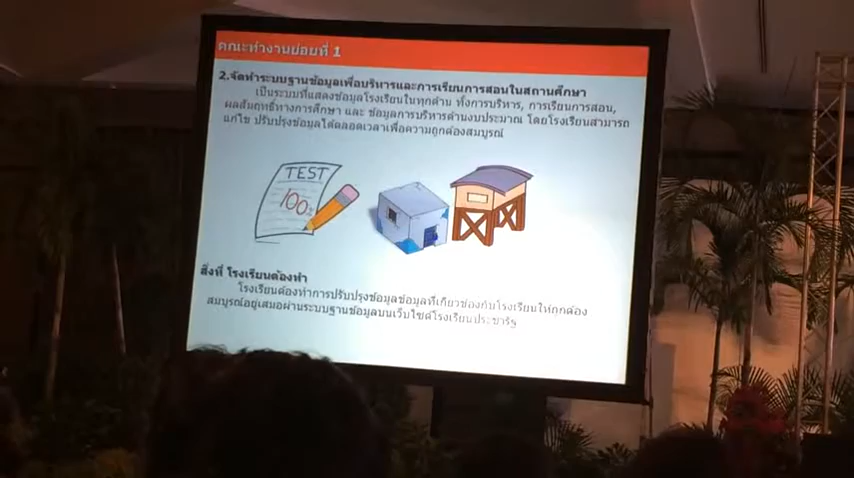 คณะทำงานย่อยที่ 1
2.จัดทำระบบฐานข้อมูลเพื่อบริหารและการเรียนการสอนในสถานศึกษา
เป็นระบบที่แสดงข้อมูลโรงเรียนในทุกด้าน ทั้งการบริหาร, การเรียนการสอน,
ผลสัมฤทธิ์ทางการศึกษา และ ข้อมูลการบริหารด้านงบประมาณ โดยโรงเรียนสามารถ
แก้ไข ปรับปรุงข้อมูลได้ตลอดเวลาเพื่อความถูกต้องสมบูรณ์
TEST
100%
สิ่งที่ โรงเรียนต้องทำ
โรงเรียนต้องทำการปรับปรุงข้อมูลข้อมูลที่เกี่ยวข้องกับโรงเรียนให้ถูกต้อง
สมบูรณ์อยู่เสมอผ่านระบบฐานข้อมูลบนเว็บไซต์โรงเรียนประชารัฐ